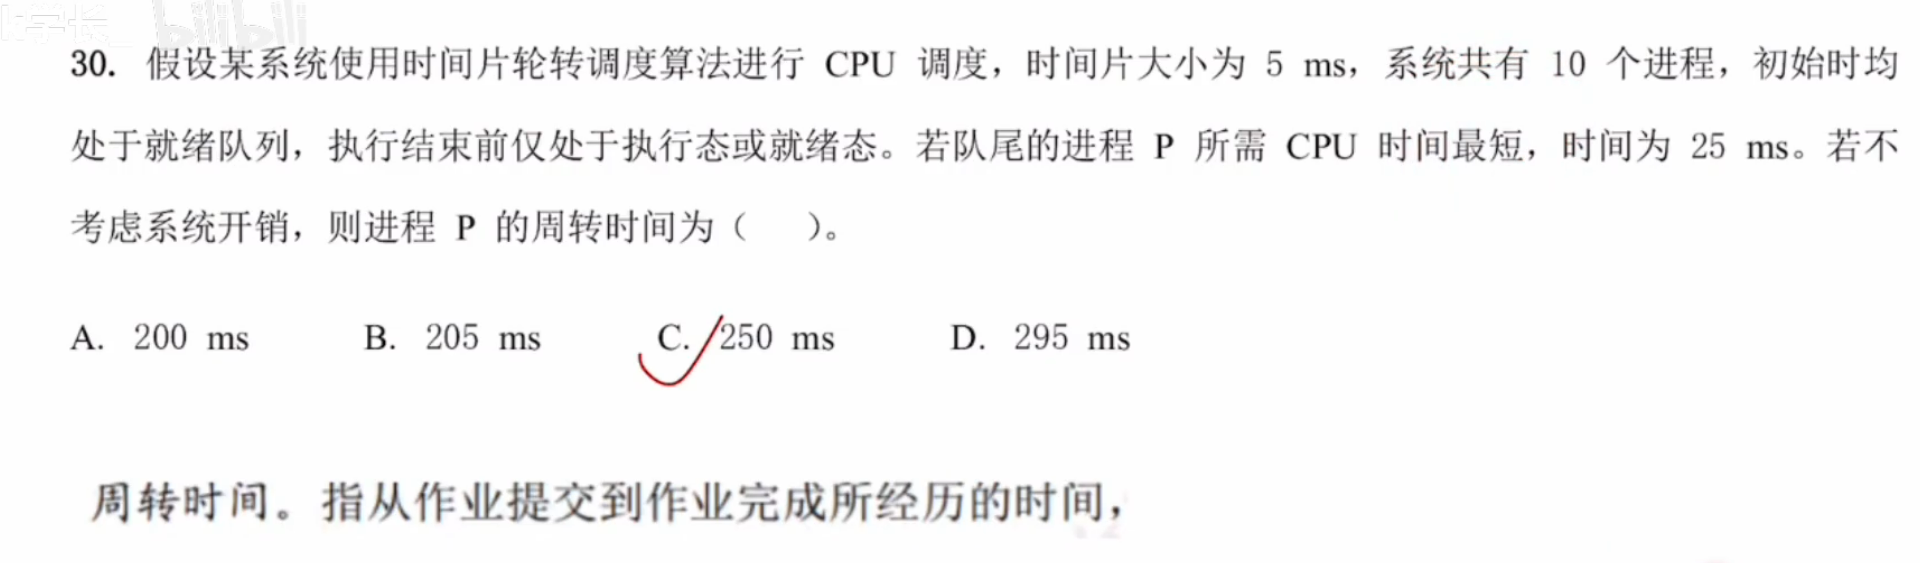 学长_ bilibili
30. 假设某系统使用时间片轮转调度算法进行 CPU 调度，时间片大小为 5 ms，系统共有 10 个进程，初始时均
处于就绪队列，执行结束前仅处于执行态或就绪态。若队尾的进程 P 所需 CPU 时间最短，时间为 25 ms。若不
考虑系统开销，则进程 P 的周转时间为（ ）。
A. 200 ms B. 205 ms C. 250 ms D. 295 ms
周转时间。指从作业提交到作业完成所经历的时间，